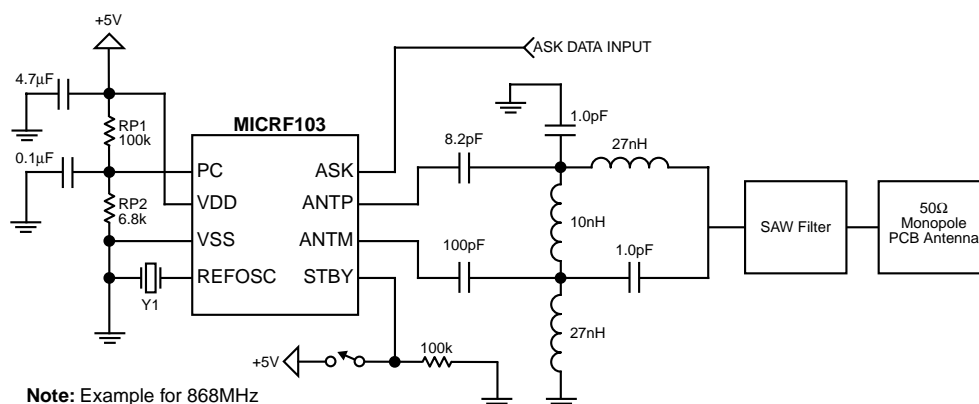 +5V
ASK DATA INPUT
4.7µF
RP1
100k
0.1µF
RP2
6.8k
Y1
MICRF103
PC
VDD
VSS
REFOSC
ASK
ANTP
ANTM
STBY
8.2pF
1.0pF
27nH
10nH
100pF
1.0pF
27nH
SAW Filter
50Ω
Monopole
PCB Antenna
+5V
100k
Note: Example for 868MHz